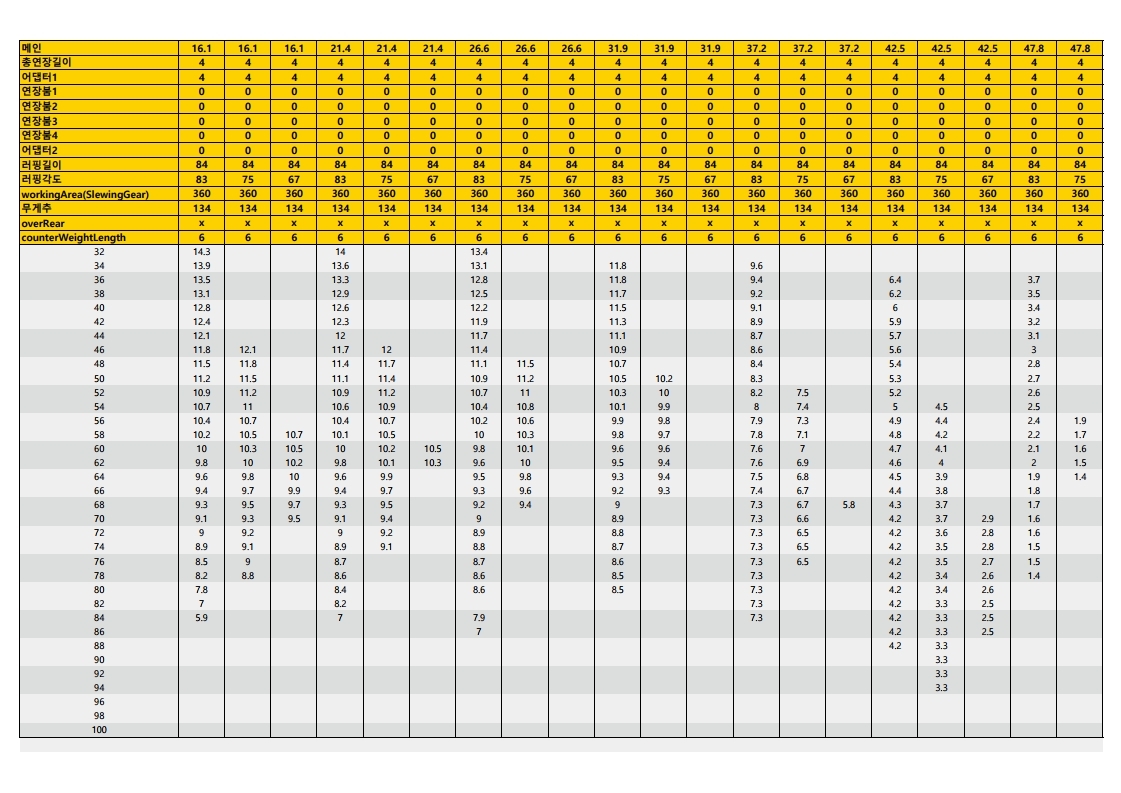 메인 16.1 16.1 16.1 21.4 21.4 21.4 26.6 26.6 26.6 31.9 31.9 31.9 37.2 37.2 37.2 42.5 42.5 42.5 47.8 47.8
총연장길이 4 4 4 4 4 4 4 4 4 4 4 4 4 4 4 4 4 4 4 4
어댑터1 4 4 4 4 4 4 4 4 4 4 4 4 4 4 4 4 4 4 4 4
연장붐1 0 0 0 0 0 0 0 0 0 0 0 0 0 0 0 0 0 0 0 0
연장붐2 0 0 0 0 0 0 0 0 0 0 0 0 0 0 0 0 0 0 0 0
연장붐3 0 0 0 0 0 0 0 0 0 0 0 0 0 0 0 0 0 0 0 0
연장붐4 0 0 0 0 0 0 0 0 0 0 0 0 0 0 0 0 0 0 0 0
어댑터2 0 0 0 0 0 0 0 0 0 0 0 0 0 0 0 0 0 0 0 0
러핑길이 84 84 84 84 84 84 84 84 84 84 84 84 84 84 84 84 84 84 84 84
러핑각도 83 75 67 83 75 67 83 75 67 83 75 67 83 75 67 83 75 67 83 75
workingArea(SlewingGear) 360 360 360 360 360 360 360 360 360 360 360 360 360 360 360 360 360 360 360 360
무게추 134 134 134 134 134 134 134 134 134 134 134 134 134 134 134 134 134 134 134 134
overRear x x x x x x x x x x x x x x x x x x x x
counterWeightLength 6 6 6 6 6 6 6 6 6 6 6 6 6 6 6 6 6 6 6 6
32 14.3 14 13.4
34 13.9 13.6 13.1 11.8 9.6
36 13.5 13.3 12.8 11.8 9.4 6.4 3.7
38 13.1 12.9 12.5 11.7 9.2 6.2 3.5
40 12.8 12.6 12.2 11.5 9.1 6 3.4
42 12.4 12.3 11.9 11.3 8.9 5.9 3.2
44 12.1 12 11.7 11.1 8.7 5.7 3.1
46 11.8 12.1 11.7 12 11.4 10.9 8.6 5.6 3
48 11.5 11.8 11.4 11.7 11.1 11.5 10.7 8.4 5.4 2.8
50 11.2 11.5 11.1 11.4 10.9 11.2 10.5 10.2 8.3 5.3 2.7
52 10.9 11.2 10.9 11.2 10.7 11 10.3 10 8.2 7.5 5.2 2.6
54 10.7 11 10.6 10.9 10.4 10.8 10.1 9.9 8 7.4 5 4.5 2.5
56 10.4 10.7 10.4 10.7 10.2 10.6 9.9 9.8 7.9 7.3 4.9 4.4 2.4 1.9
58 10.2 10.5 10.7 10.1 10.5 10 10.3 9.8 9.7 7.8 7.1 4.8 4.2 2.2 1.7
60 10 10.3 10.5 10 10.2 10.5 9.8 10.1 9.6 9.6 7.6 7 4.7 4.1 2.1 1.6
62 9.8 10 10.2 9.8 10.1 10.3 9.6 10 9.5 9.4 7.6 6.9 4.6 4 2 1.5
64 9.6 9.8 10 9.6 9.9 9.5 9.8 9.3 9.4 7.5 6.8 4.5 3.9 1.9 1.4
66 9.4 9.7 9.9 9.4 9.7 9.3 9.6 9.2 9.3 7.4 6.7 4.4 3.8 1.8
68 9.3 9.5 9.7 9.3 9.5 9.2 9.4 9 7.3 6.7 5.8 4.3 3.7 1.7
70 9.1 9.3 9.5 9.1 9.4 9 8.9 7.3 6.6 4.2 3.7 2.9 1.6
72 9 9.2 9 9.2 8.9 8.8 7.3 6.5 4.2 3.6 2.8 1.6
74 8.9 9.1 8.9 9.1 8.8 8.7 7.3 6.5 4.2 3.5 2.8 1.5
76 8.5 9 8.7 8.7 8.6 7.3 6.5 4.2 3.5 2.7 1.5
78 8.2 8.8 8.6 8.6 8.5 7.3 4.2 3.4 2.6 1.4
80 7.8 8.4 8.6 8.5 7.3 4.2 3.4 2.6
82 7 8.2 7.3 4.2 3.3 2.5
84 5.9 7 7.9 7.3 4.2 3.3 2.5
86 7 4.2 3.3 2.5
88 4.2 3.3
90 3.3
92 3.3
94 3.3
96
98
100